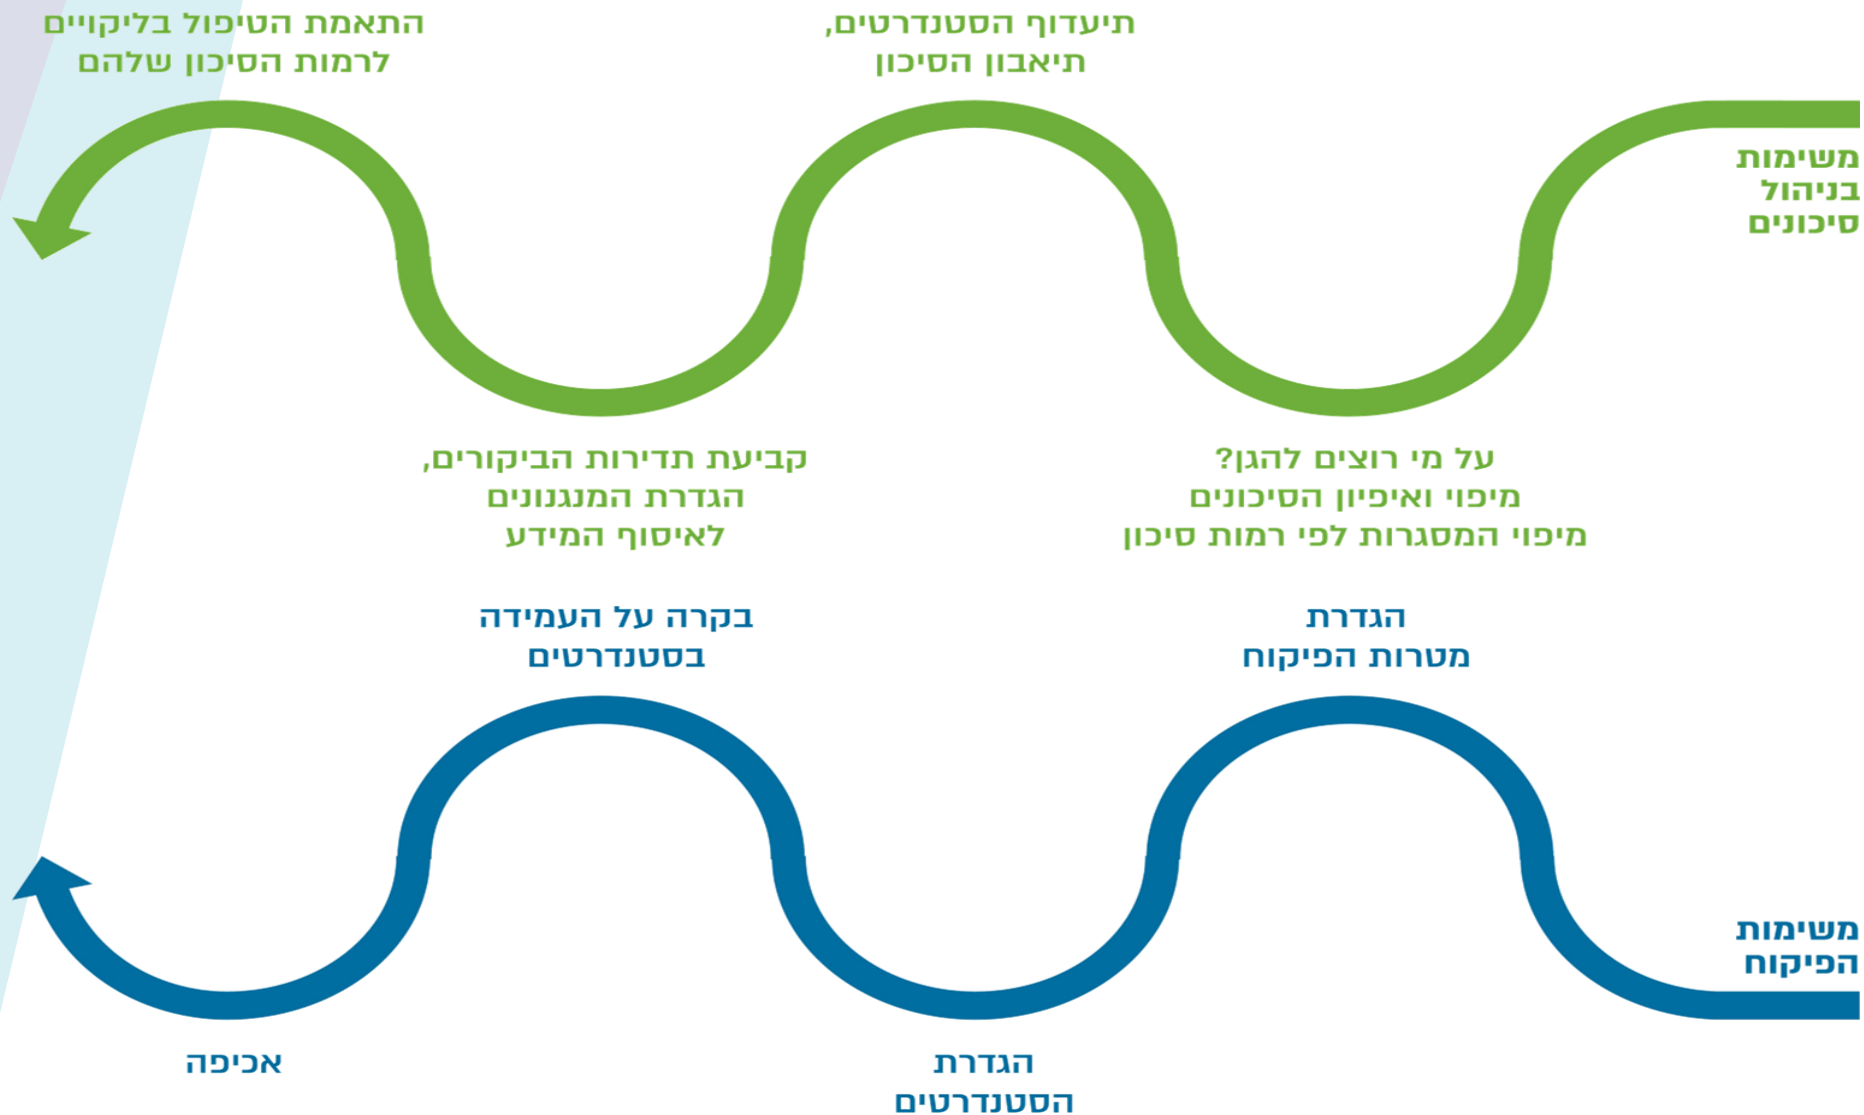 משימות
בניהול
סיכונים
על מי רוצים להגן?
מיפוי ואיפיון הסיכונים
מיפוי המסגרות לפי רמות סיכון
תיעדוף הסטנדרטים,
תיאבון הסיכון
קביעת תדירות הביקורים,
הגדרת המנגנונים
לאיסוף המידע
התאמת הטיפול בליקויים
לרמות הסיכון שלהם
משימות
הפיקוח
הגדרת
מטרות הפיקוח
הגדרת
הסטנדרטים
בקרה על העמידה
בסטנדרטים
אכיפה